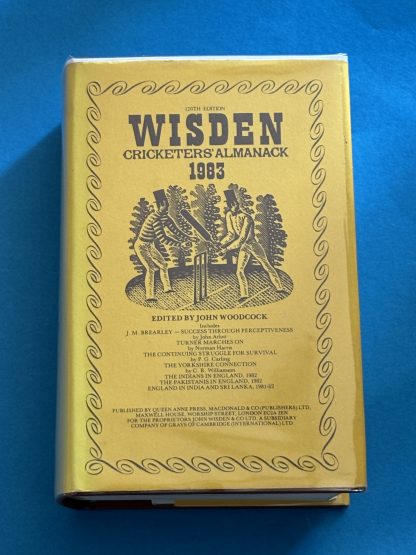 120TH EDITION
WISDEN
CRICKETERS' ALMANACK
1983
EDITED BY JOHN WOODCOCK
Includes
J. M. BREARLEY — SUCCESS THROUGH PERCEPTIVENESS
by John Arlott
TURNER MARCHES ON
by Norman Harris
THE CONTINUING STRUGGLE FOR SURVIVAL
by P. G. Carling
THE YORKSHIRE CONNECTION
by C. R. Williamson
THE INDIANS IN ENGLAND, 1982
THE PAKISTANIS IN ENGLAND, 1982
ENGLAND IN INDIA AND SRI LANKA, 1981-82
PUBLISHED BY QUEEN ANNE PRESS, MACDONALD & CO (PUBLISHERS) LTD,
MAXWELL HOUSE, WORSHIP STREET, LONDON EC2A 2EN
FOR THE PROPRIETORS JOHN WISDEN & CO LTD, A SUBSIDIARY
COMPANY OF GRAYS OF CAMBRIDGE (INTERNATIONAL) LTD